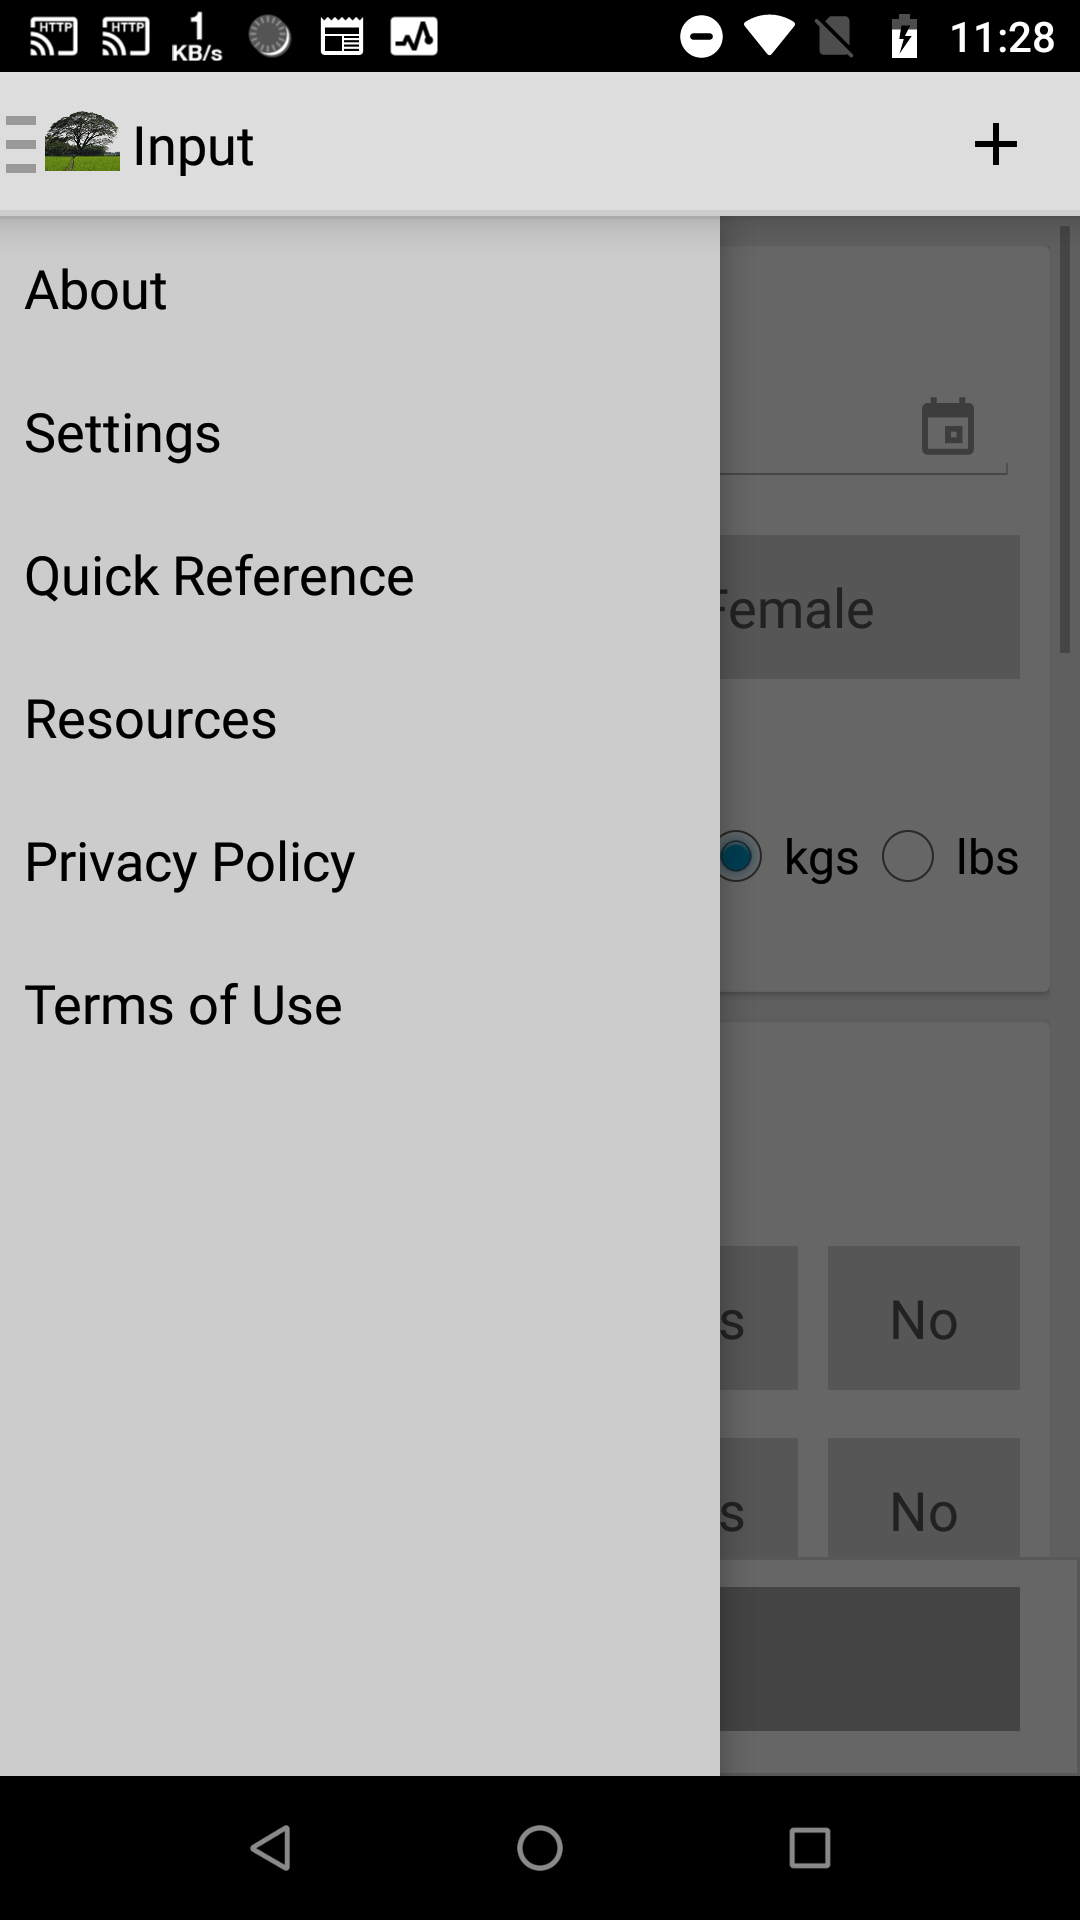 HTTP HTTP 1 KB/s 11:28
Input
About
Settings
Quick Reference
Female
Resources
Privacy Policy
kgs lbs
Terms of Use
s No
s No